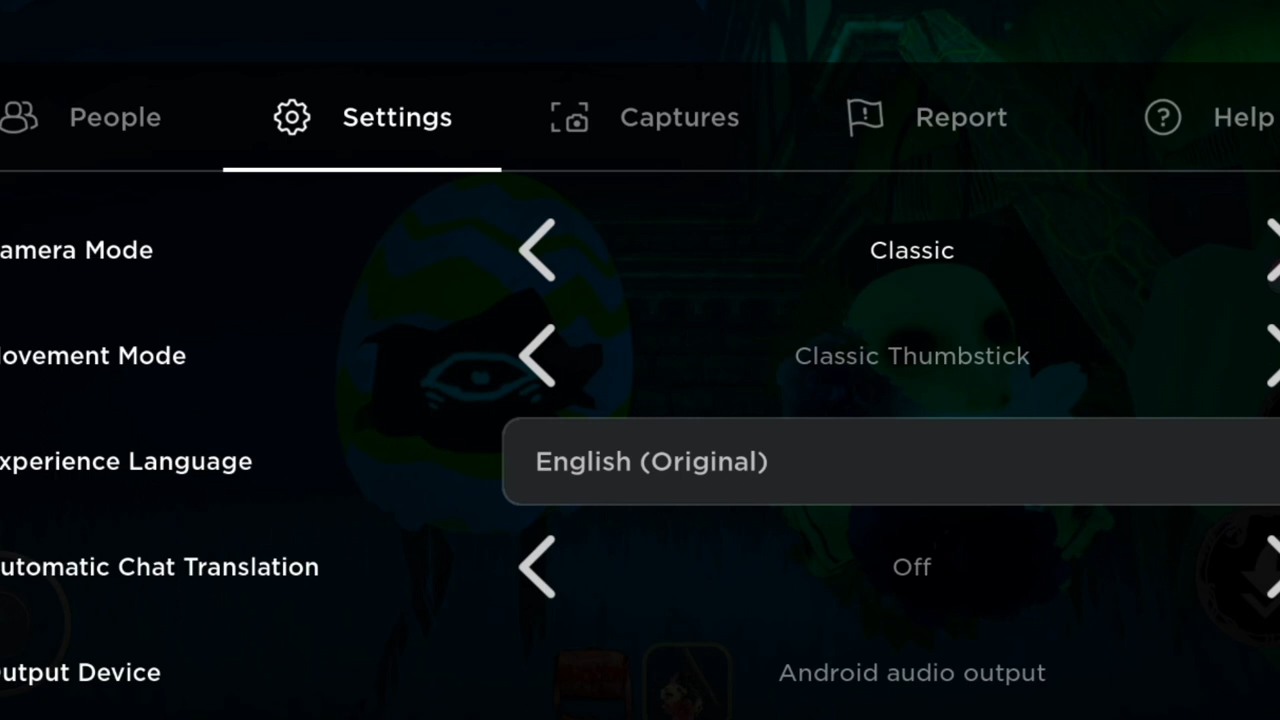 People Settings Captures Report Help
amera Mode Classic
ovement Mode Classic Thumbstick
xperience Language English (Original)
utomatic Chat Translation Off
utput Device Android audio output